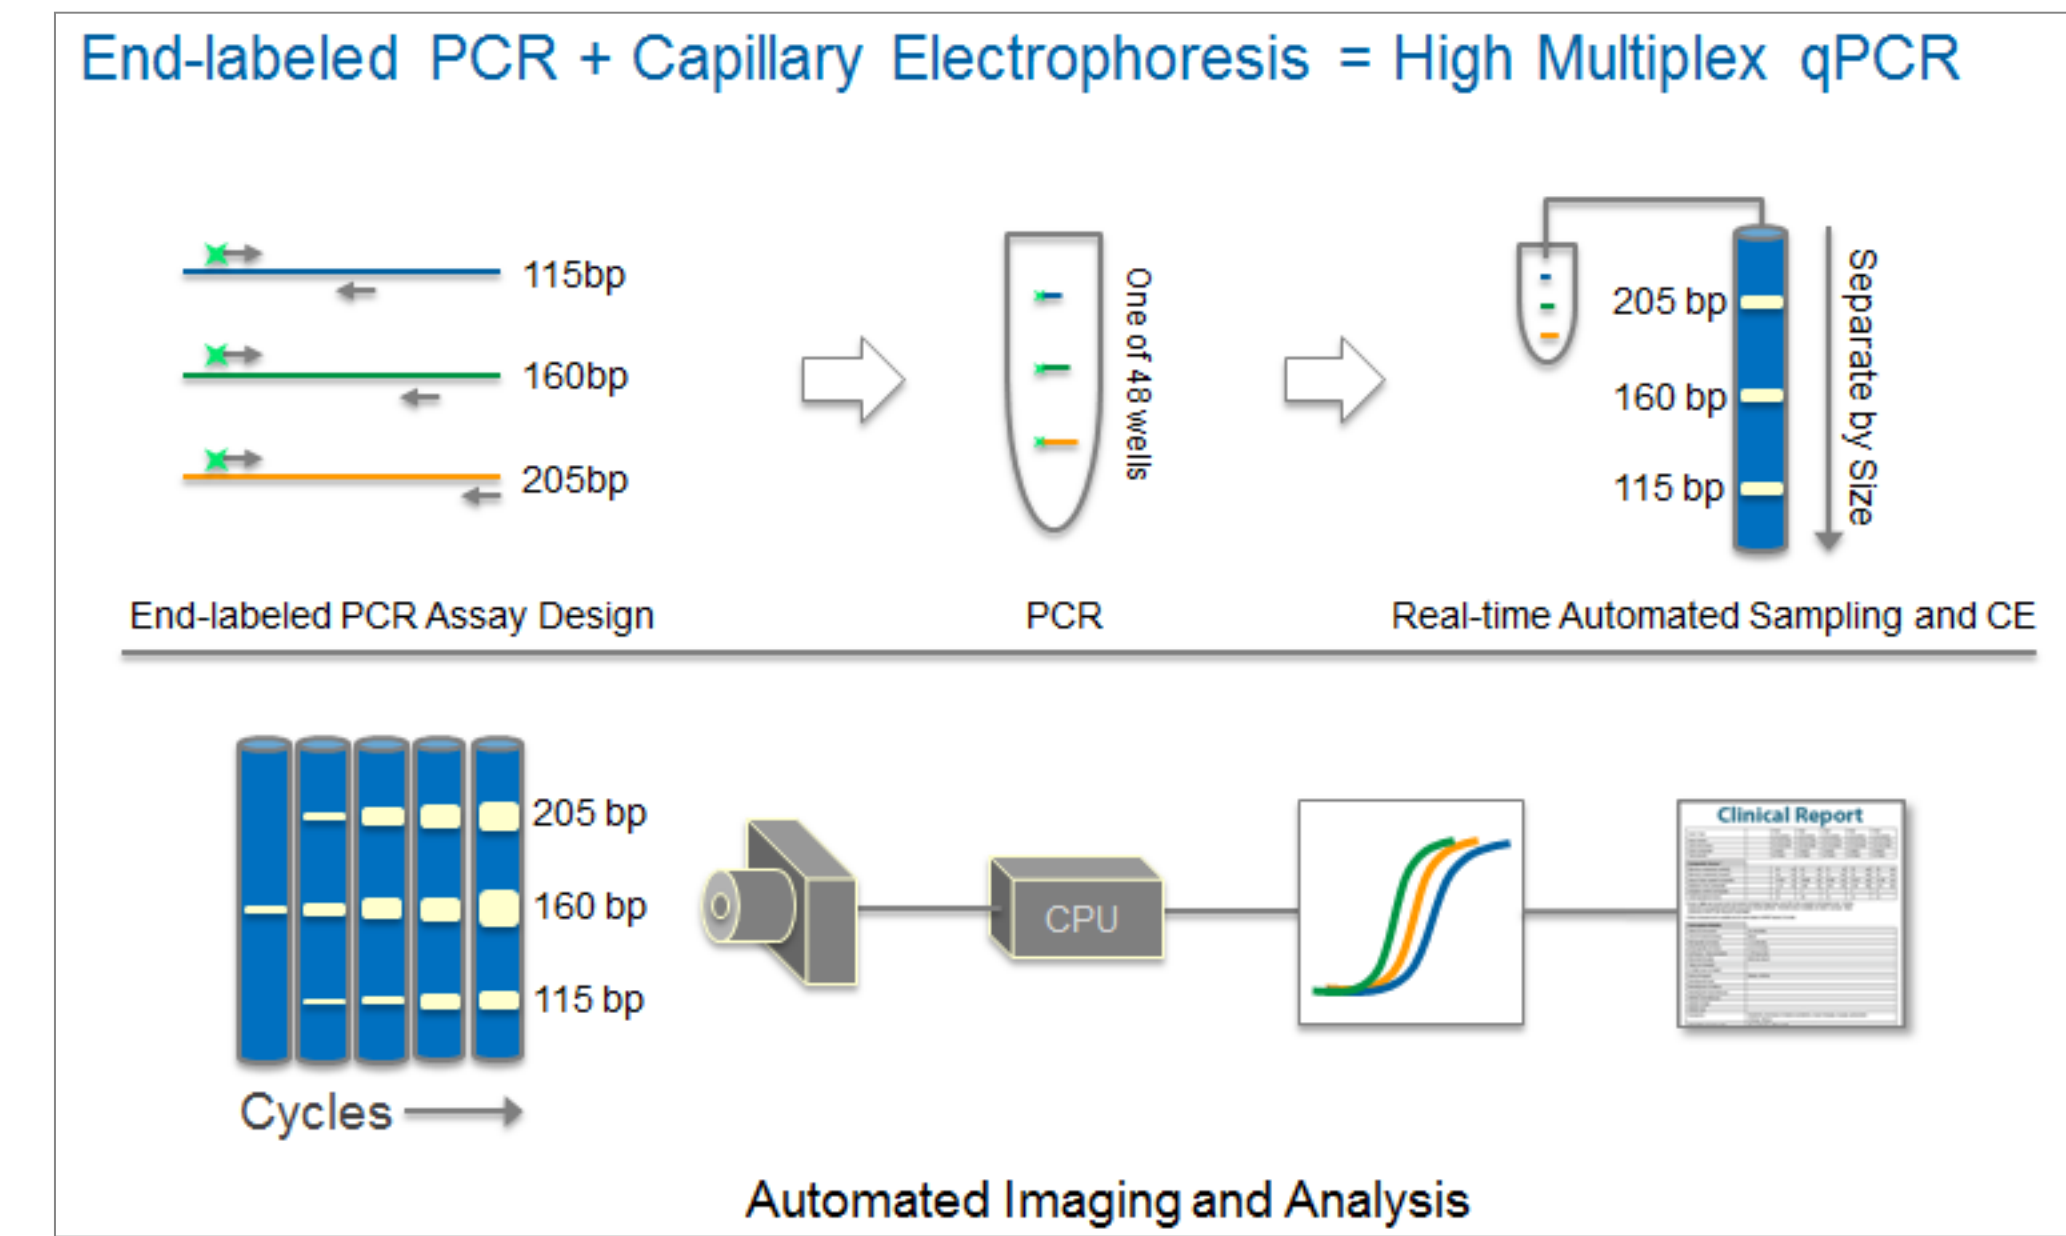 End-labeled PCR + Capillary Electrophoresis = High Multiplex qPCR
115bp
160bp
205bp
One of 48 wells
205 bp
160 bp
115 bp
Separate by Size
End-labeled PCR Assay Design
PCR
Real-time Automated Sampling and CE
205 bp
160 bp
115 bp
Cycles
CPU
Clinical Report
Automated Imaging and Analysis